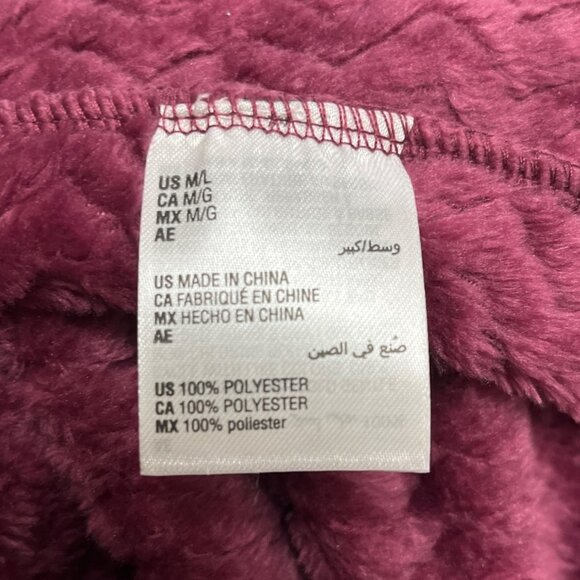 US M/L
CA M/G
MX M/G
AE
وسط/كبير
US MADE IN CHINA
CA FABRIQUÉ EN CHINE
MX HECHO EN CHINA
AE
صُنع في الصين
US 100% POLYESTER
CA 100% POLYESTER
MX 100% poliester